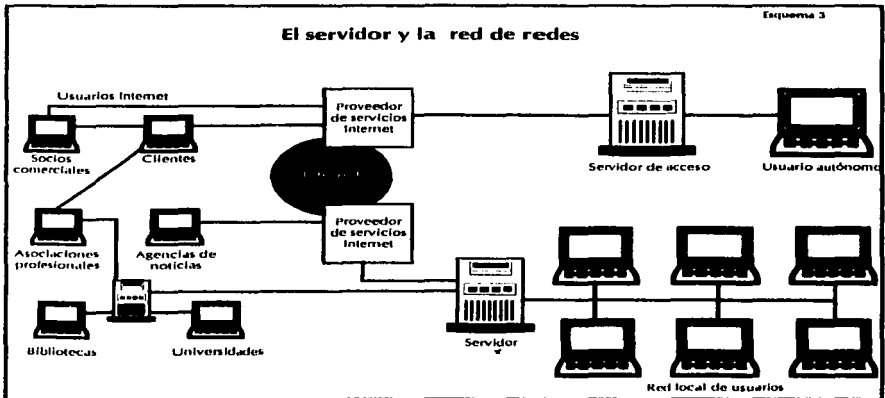 Esquema 3
El servidor y la red de redes
Usuarios Internet
Proveedor
de servicios
Internet
Socios
comerciales
Clientes
Servidor de acceso
Usuario autónomo
Proveedor
de servicios
Internet
Asociaciones
profesionales
Agencias de
noticias
Bibliotecas
Universidades
Servidor
Red local de usuarios